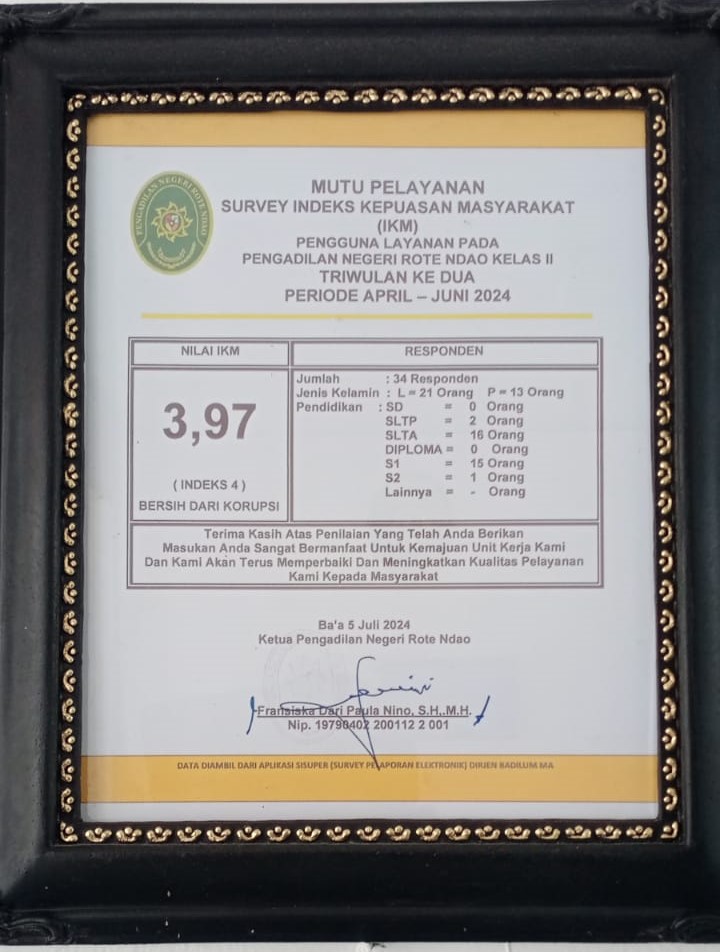 PENGADILAN NEGERI ROTE NDAO
MUTU PELAYANAN
SURVEY INDEKS KEPUASAN MASYARAKAT
(IKM)
PENGGUNA LAYANAN PADA
PENGADILAN NEGERI ROTE NDAO KELAS II
TRIWULAN KE DUA
PERIODE APRIL – JUNI 2024
NILAI IKM
3,97
( INDEKS 4 )
BERSIH DARI KORUPSI
RESPONDEN
Jumlah : 34 Responden
Jenis Kelamin : L = 21 Orang P = 13 Orang
Pendidikan : SD = 0 Orang
SLTP = 2 Orang
SLTA = 16 Orang
DIPLOMA = 0 Orang
S1 = 15 Orang
S2 = 1 Orang
Lainnya = - Orang
Terima Kasih Atas Penilaian Yang Telah Anda Berikan
Masukan Anda Sangat Bermanfaat Untuk Kemajuan Unit Kerja Kami
Dan Kami Akan Terus Memperbaiki Dan Meningkatkan Kualitas Pelayanan
Kami Kepada Masyarakat
Ba'a 5 Juli 2024
Ketua Pengadilan Negeri Rote Ndao
Fransiska Dari Paula Nino, S.H,.M.H.
Nip. 19790402 200112 2 001
DATA DIAMBIL DARI APLIKASI SISUPER (SURVEY PELAPORAN ELEKTRONIK) DIRJEN BADILUM MA